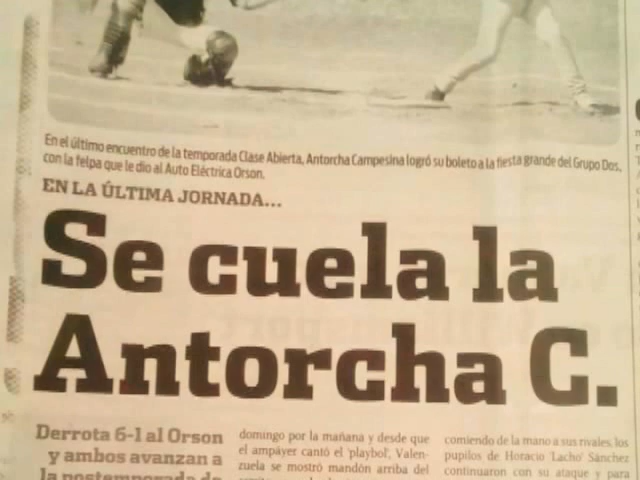 En el último encuentro de la temporada Clase Abierta, Antorcha Campesina logró su boleto a la fiesta grande del Grupo Dos,
con la felpa que le dio al Auto Eléctrica Orson.
EN LA ÚLTIMA JORNADA...
Se cuela la
Antorcha C.
Derrota 6-1 al Orson
y ambos avanzan a
la postemporada de
domingo por la mañana y desde que
el ampáyer cantó el 'playbol', Valen-
zuela se mostró mandón arriba del
comiendo de la mano a sus rivales, los
pupilos de Horacio 'Lacho' Sánchez
continuaron con su ataque y para